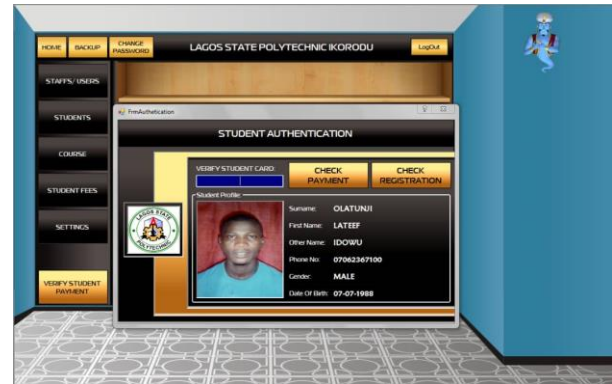 HOME
BACKUP
CHANGE
PASSWORD
LAGOS STATE POLYTECHNIC IKORODU
LogOut
STAFFS/USERS
STUDENTS
COURSE
STUDENT FEES
SETTINGS
VERIFY STUDENT
PAYMENT
FrmAuthetication
STUDENT AUTHENTICATION
VERIFY STUDENT CARD:
CHECK
PAYMENT
CHECK
REGISTRATION
Student Profile:
LAGOS STATE
POLYTECHNIC
Surname: OLATUNJI
First Name: LATEEF
Other Name: IDOWU
Phone No: 07062367100
Gender: MALE
Date Of Birth: 07-07-1988